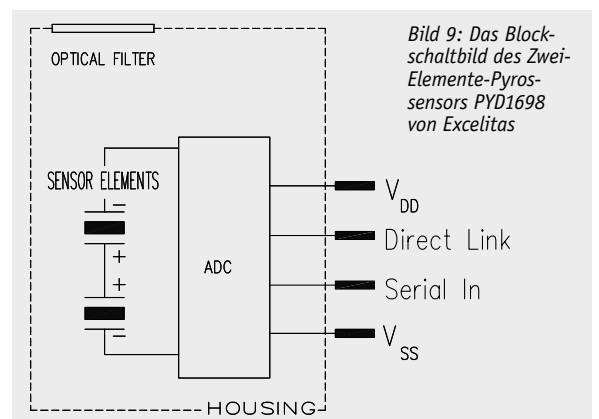 Bild 9: Das Block-
schaltbild des Zwei-
Elemente-Pyros-
sensors PYD1698
von Excelitas
OPTICAL FILTER
SENSOR ELEMENTS
−
+
+
−
ADC
VDD
Direct Link
Serial In
VSS
HOUSING